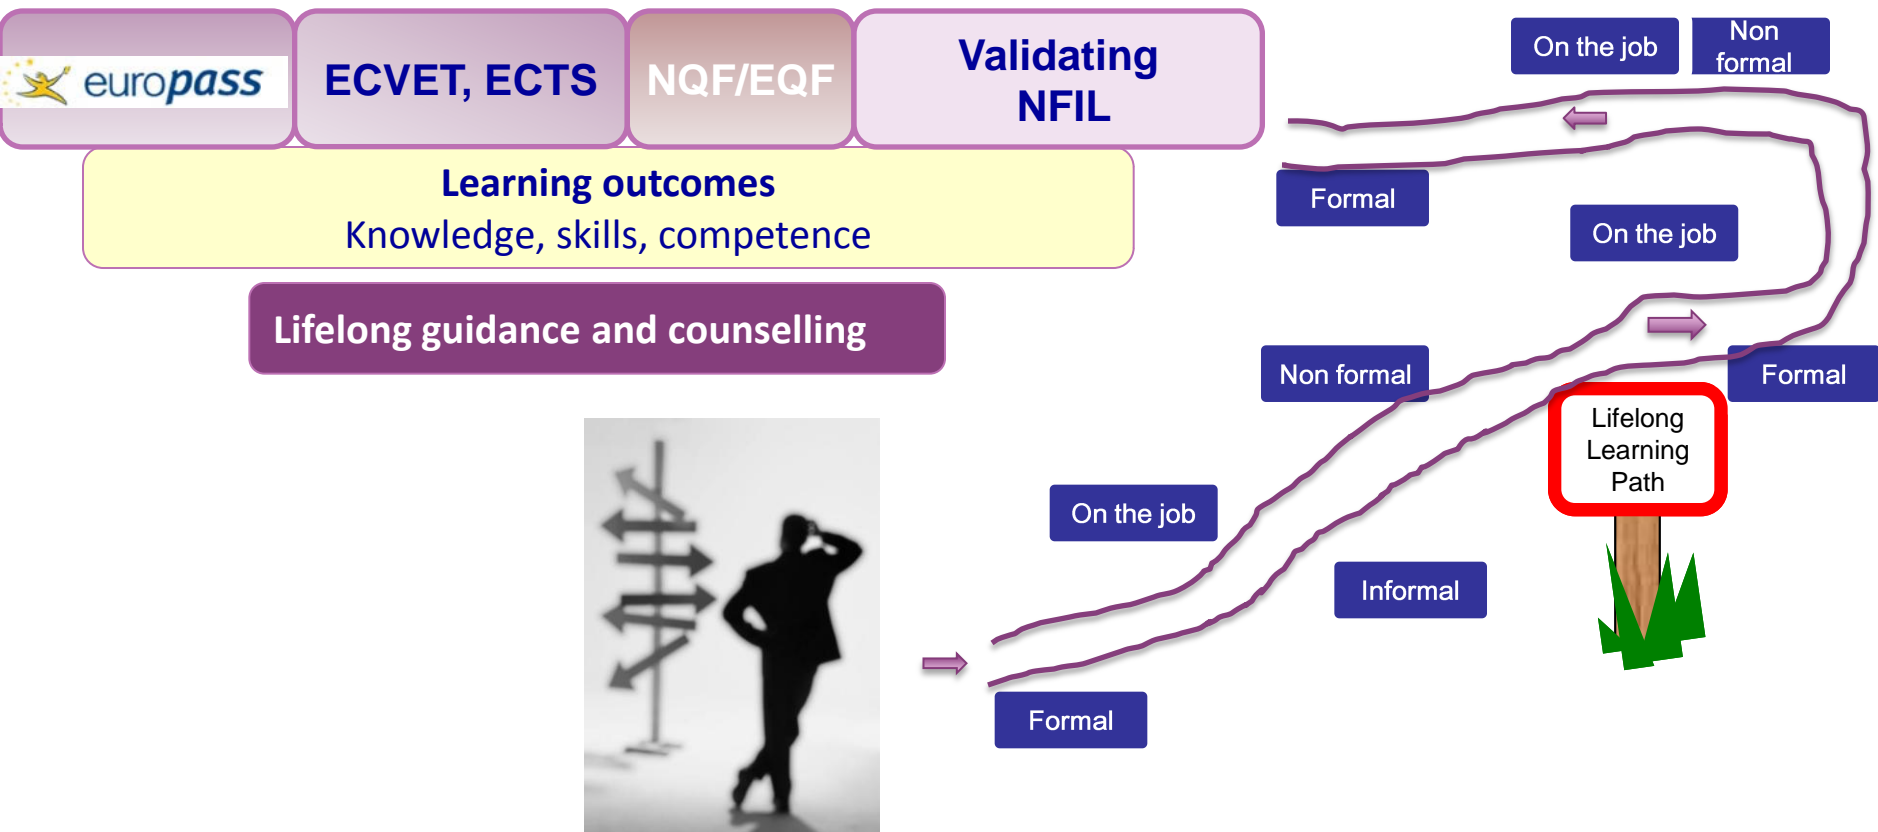 europass
ECVET, ECTS
NQF/EQF
Validating
NFIL
Learning outcomes
Knowledge, skills, competence
Lifelong guidance and counselling
On the job
Non
formal
Formal
On the job
Non formal
Formal
Lifelong
Learning
Path
On the job
Informal
Formal